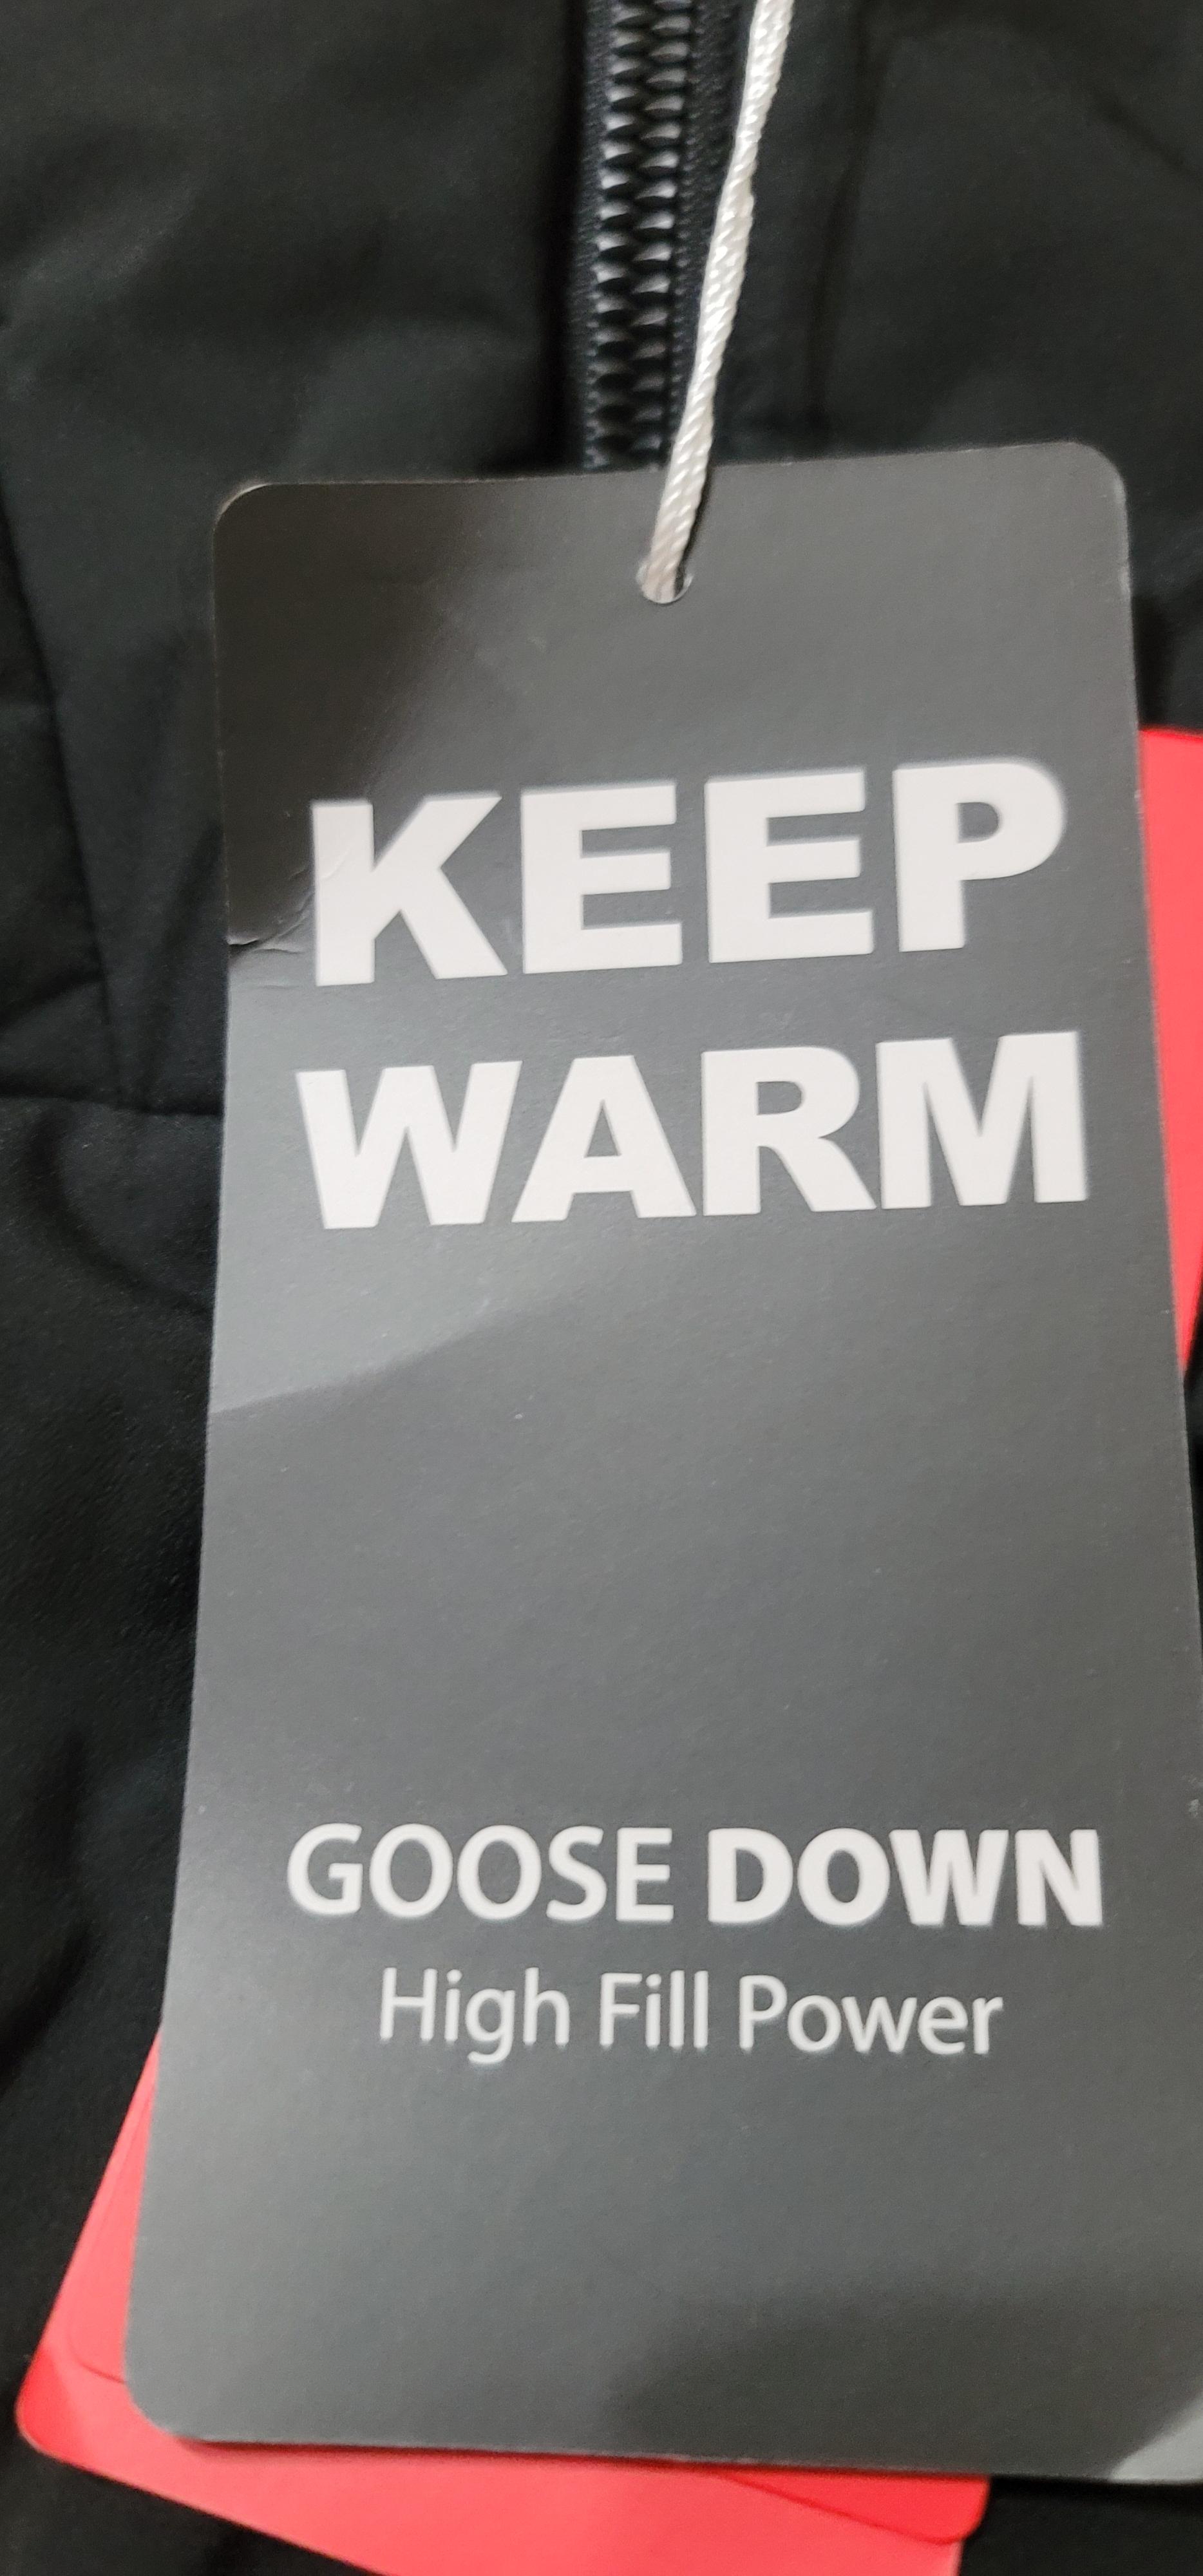 KEEP
WARM
GOOSE DOWN
High Fill Power